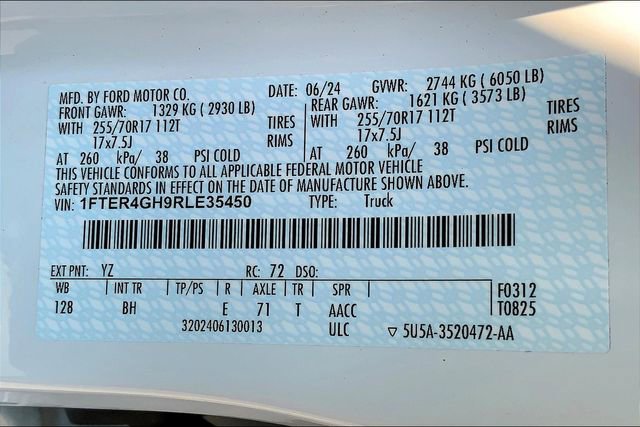 MFD. BY FORD MOTOR CO. DATE: 06/24 GVWR: 2744 KG ( 6050 LB)
FRONT GAWR: 1329 KG ( 2930 LB) REAR GAWR: 1621 KG ( 3573 LB)
WITH 255/70R17 112T TIRES WITH 255/70R17 112T TIRES
17x7.5J RIMS 17x7.5J RIMS
AT 260 kPa/ 38 PSI COLD AT 260 kPa/ 38 PSI COLD
THIS VEHICLE CONFORMS TO ALL APPLICABLE FEDERAL MOTOR VEHICLE
SAFETY STANDARDS IN EFFECT ON THE DATE OF MANUFACTURE SHOWN ABOVE.
VIN: 1FTER4GH9RLE35450 TYPE: Truck
EXT PNT: YZ RC: 72 DSO:
WB INT TR TP/PS R AXLE TR SPR F0312
128 BH E 71 T AACC T0825
3202406130013 ULC ▽ 5U5A-3520472-AA